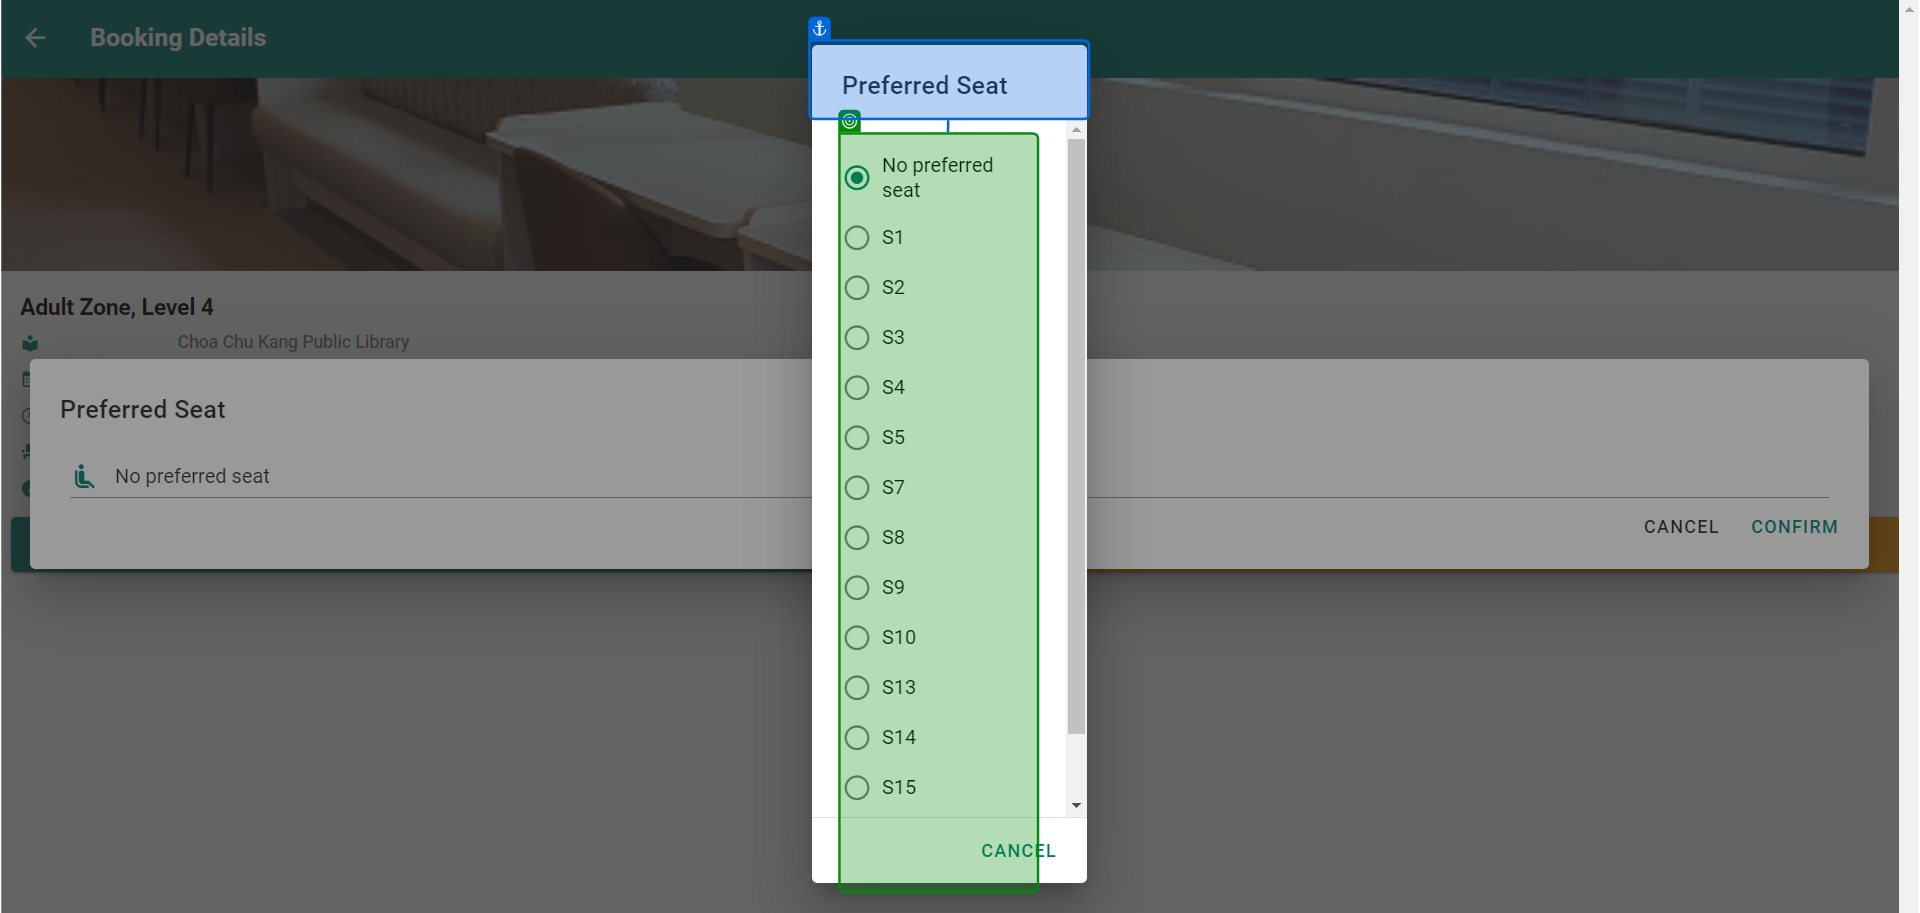 Booking Details
Preferred Seat
No preferred
seat
S1
S2
S3
S4
S5
S7
S8
S9
S10
S13
S14
S15
CANCEL
Adult Zone, Level 4
Choa Chu Kang Public Library
Preferred Seat
No preferred seat
CANCEL CONFIRM